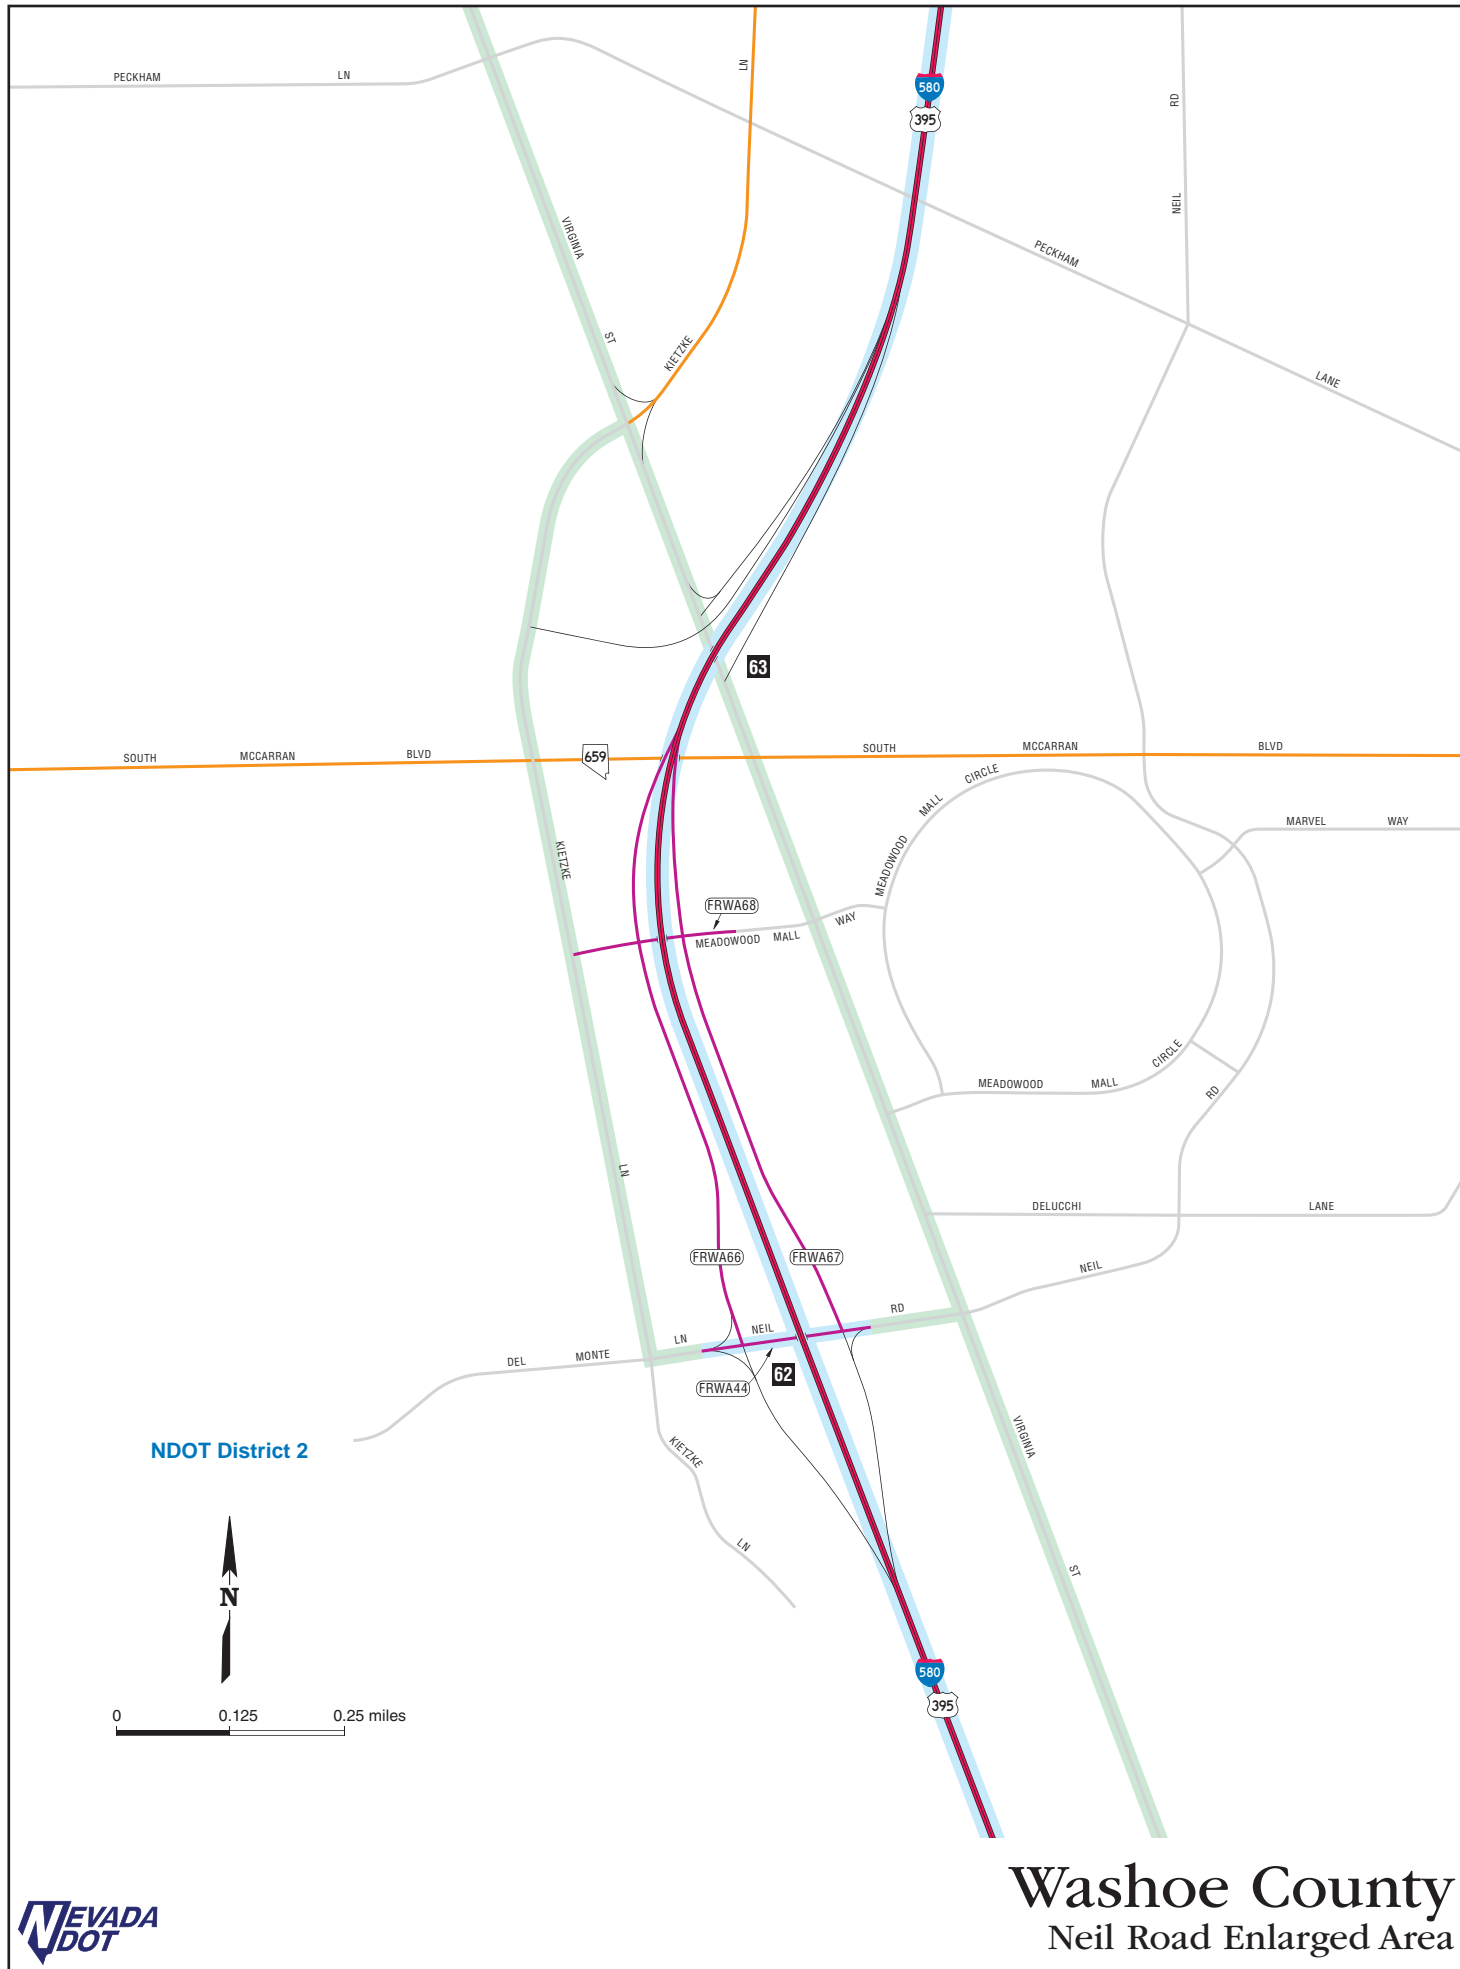 PECKHAM LN
LN
580
395
RD
NEIL
VIRGINIA
ST
PECKHAM
LANE
KIETZKE
63
SOUTH MCCARRAN BLVD
659
SOUTH MCCARRAN BLVD
MEADOWOOD MALL CIRCLE
MARVEL WAY
KIETZKE
FRWA68
MEADOWOOD MALL WAY
MEADOWOOD MALL CIRCLE
RD
LN
DELUCCHI LANE
FRWA66
FRWA67
NEIL
RD
NEIL
LN
DEL MONTE
62
FRWA44
VIRGINIA
KIETZKE
NDOT District 2
LN
ST
N
580
395
0 0.125 0.25 miles
Washoe County
Neil Road Enlarged Area
NEVADA
DOT